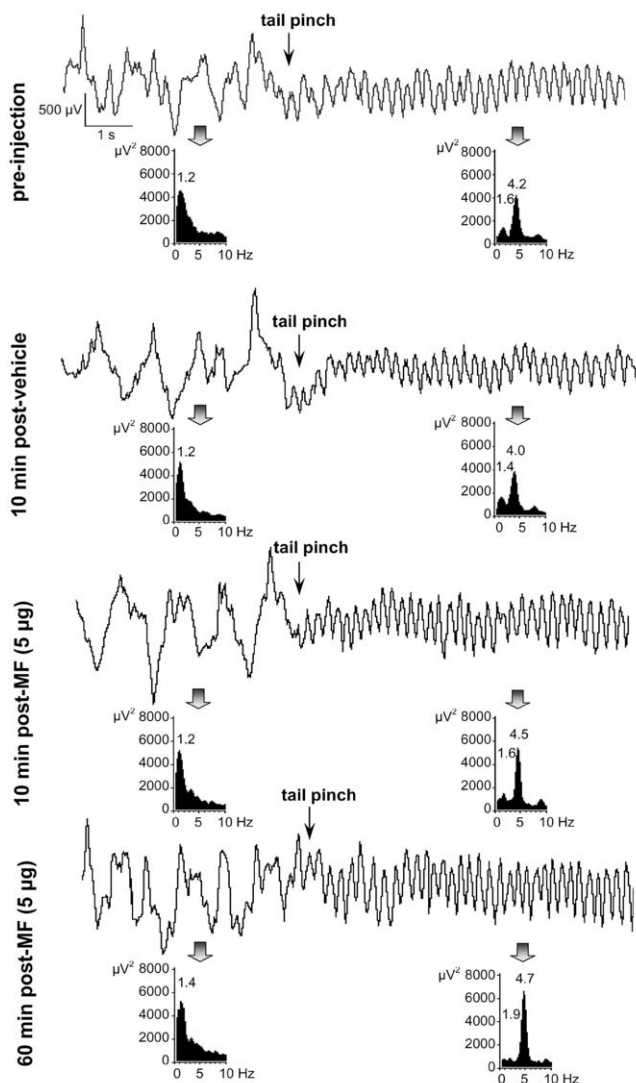 tail pinch
pre-injection
500 µV
1 s
µV² 8000 6000 4000 2000 0
1.2
0 5 10 Hz
µV² 8000 6000 4000 2000 0
1.6 4.2
0 5 10 Hz
tail pinch
10 min post-vehicle
µV² 8000 6000 4000 2000 0
1.2
0 5 10 Hz
µV² 8000 6000 4000 2000 0
1.4 4.0
0 5 10 Hz
tail pinch
10 min post-MF (5 µg)
µV² 8000 6000 4000 2000 0
1.2
0 5 10 Hz
µV² 8000 6000 4000 2000 0
1.6 4.5
0 5 10 Hz
tail pinch
60 min post-MF (5 µg)
µV² 8000 6000 4000 2000 0
1.4
0 5 10 Hz
µV² 8000 6000 4000 2000 0
1.9 4.7
0 5 10 Hz